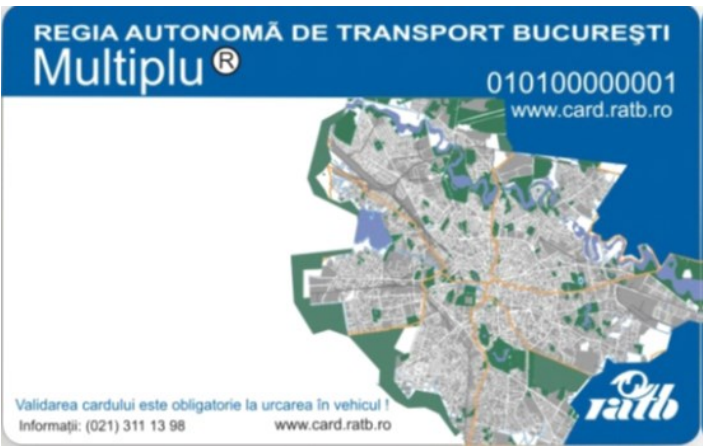 REGIA AUTONOMĂ DE TRANSPORT BUCUREŞTI
Multiplu ®
010100000001
www.card.ratb.ro
Validarea cardului este obligatorie la urcarea în vehicul !
Informaţii: (021) 311 13 98
www.card.ratb.ro
ratb